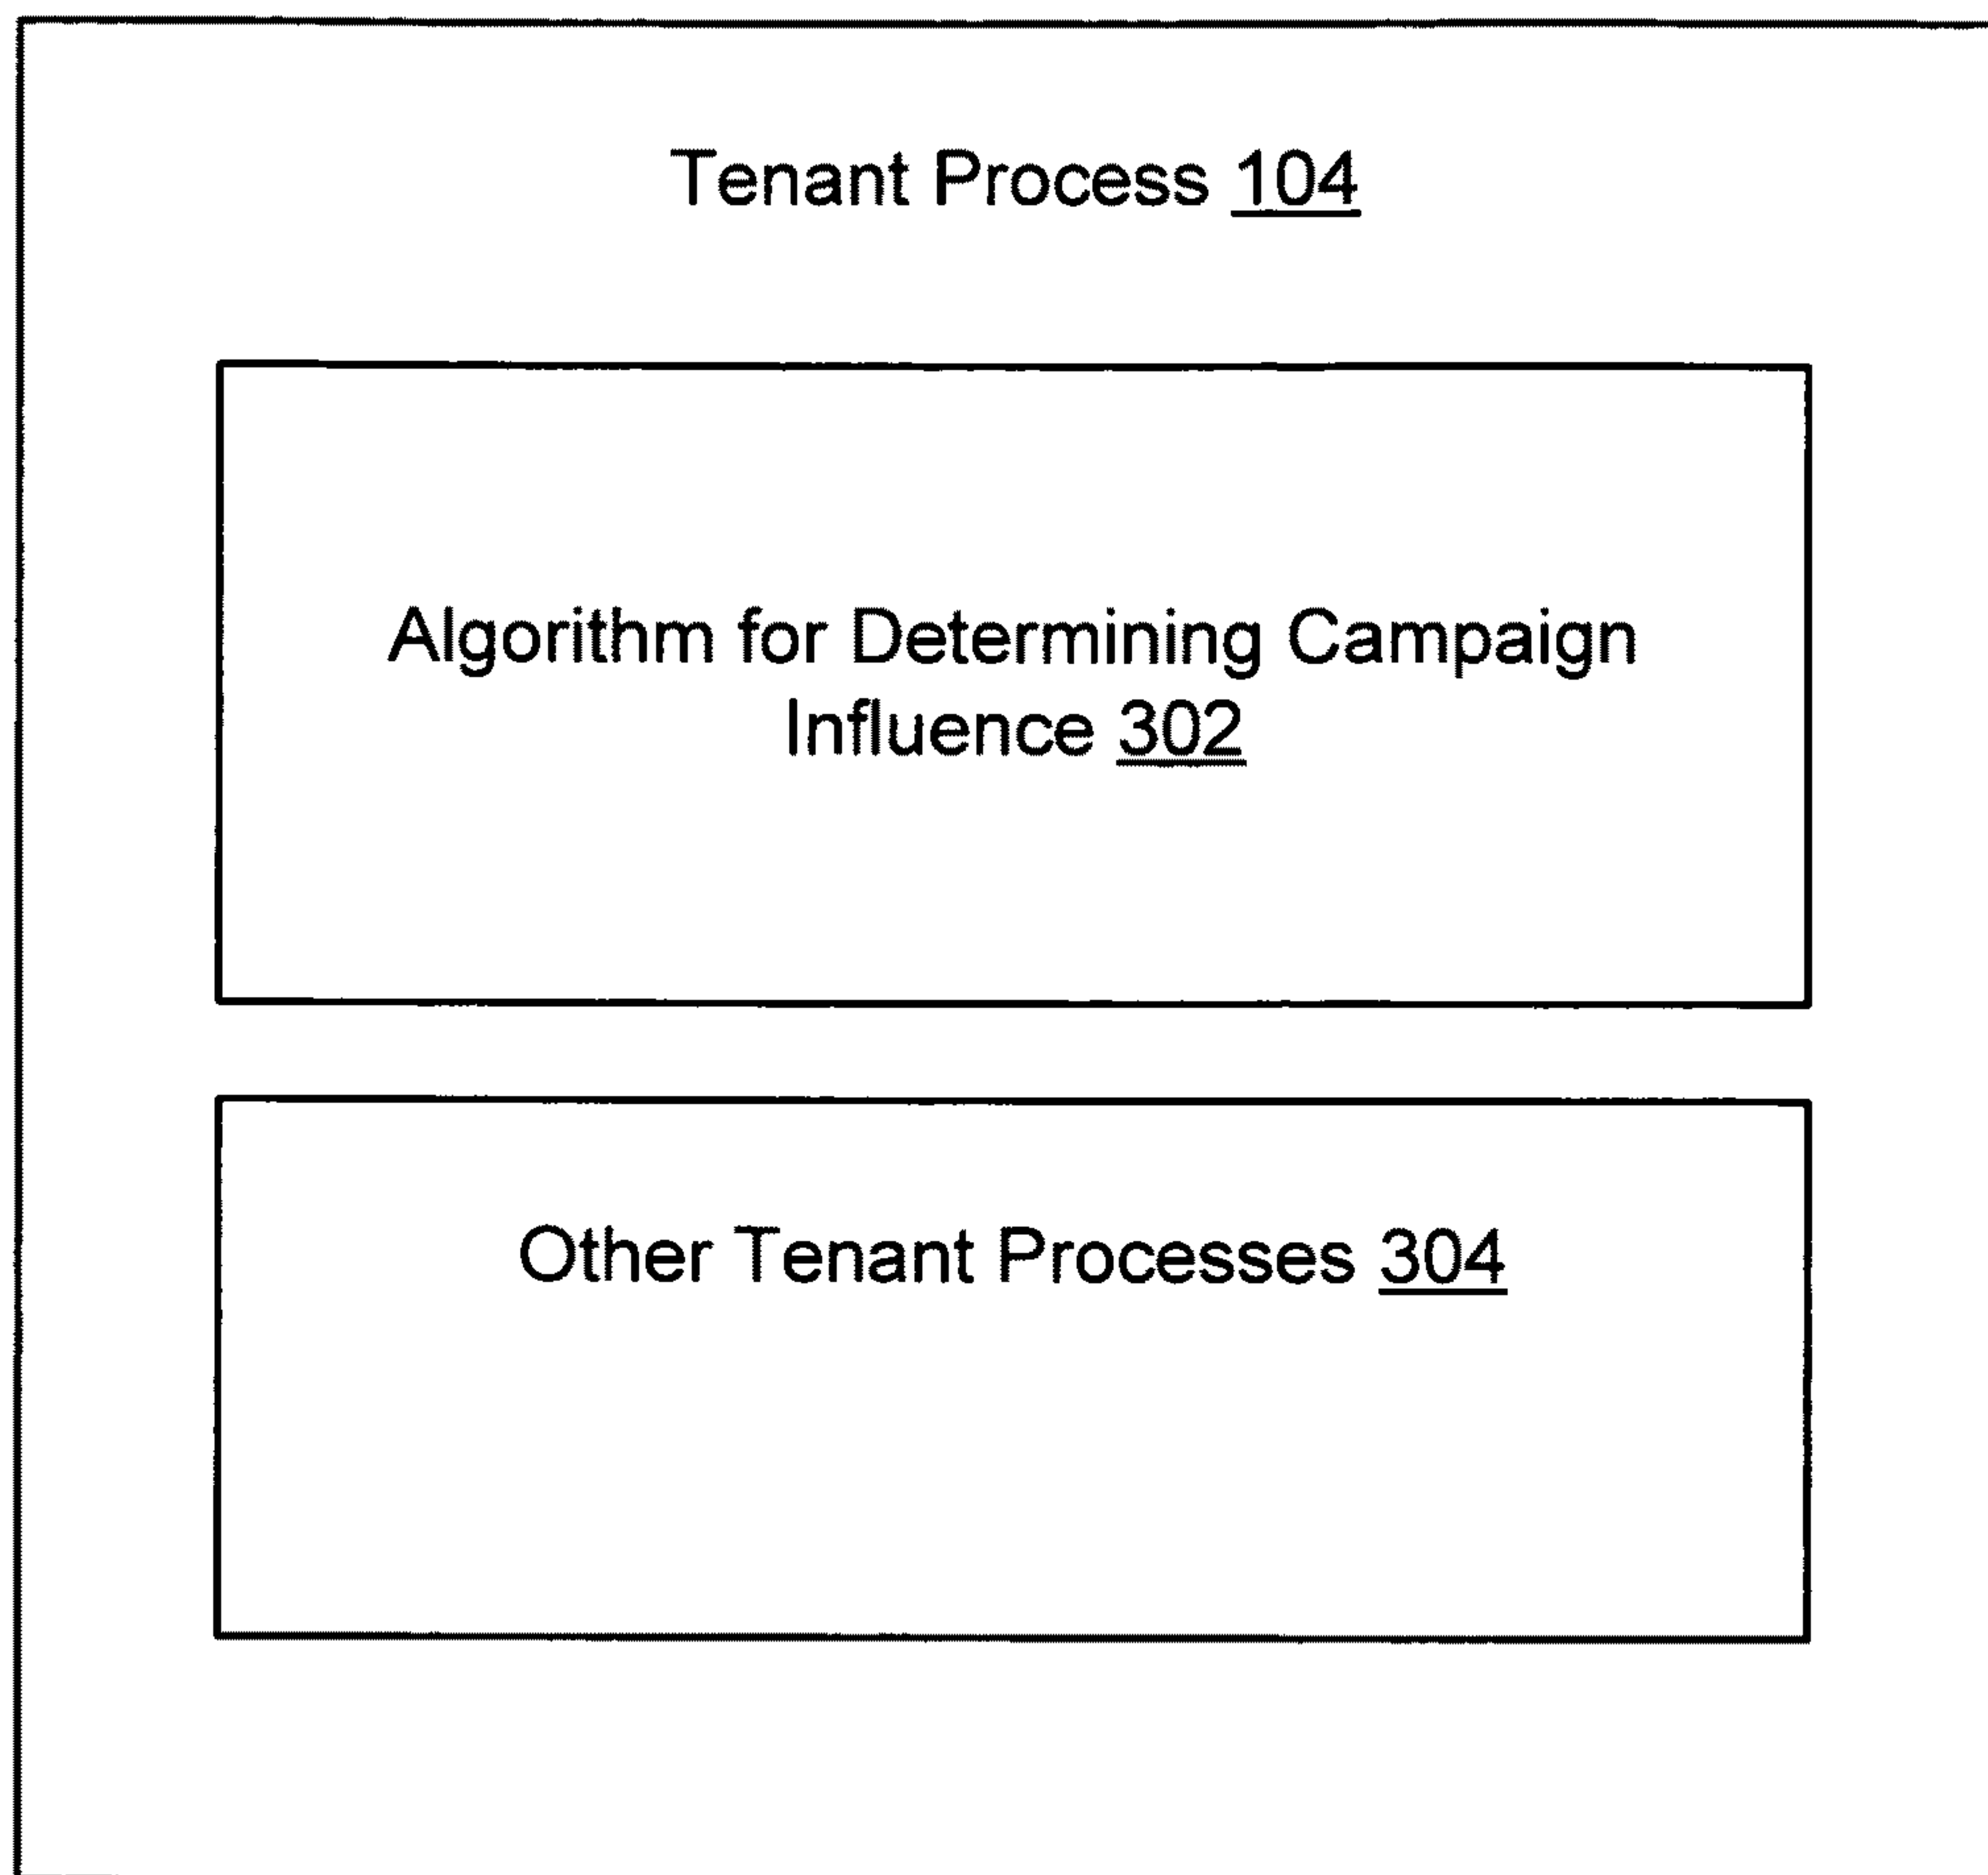 Tenant Process 104
Algorithm for Determining Campaign
Influence 302
Other Tenant Processes 304